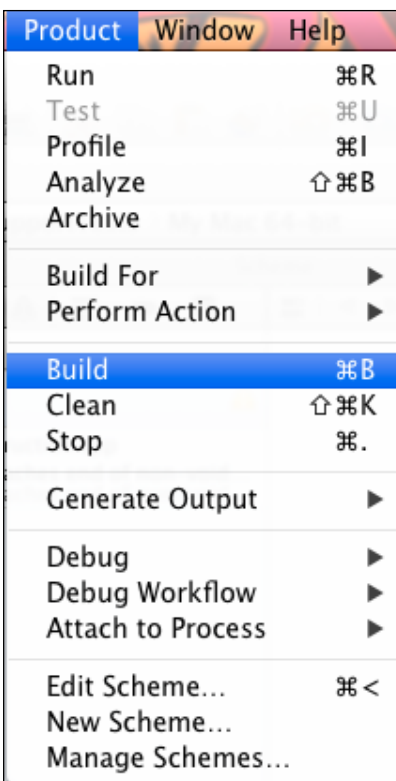 Product Window Help
Run ⌘R
Test ⌘U
Profile ⌘I
Analyze ⇧⌘B
Archive
Build For ▶
Perform Action ▶
Build ⌘B
Clean ⇧⌘K
Stop ⌘.
Generate Output ▶
Debug ▶
Debug Workflow ▶
Attach to Process ▶
Edit Scheme... ⌘<
New Scheme...
Manage Schemes...